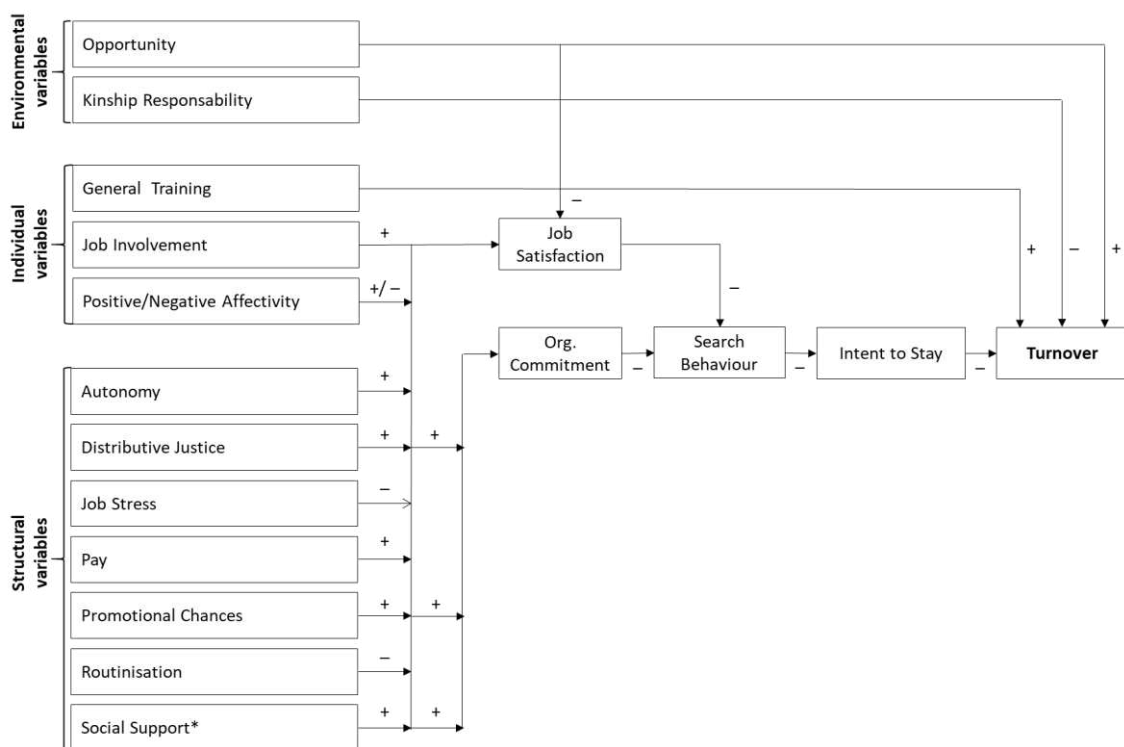 Environmental
variables
Opportunity
Kinship Responsability
Individual
variables
General Training
Job Involvement
Positive/Negative Affectivity
Structural
variables
Autonomy
Distributive Justice
Job Stress
Pay
Promotional Chances
Routinisation
Social Support*
+
+/ −
+
+
−
+
+
−
+
+
+
+
−
Job
Satisfaction
−
Org.
Commitment
−
Search
Behaviour
−
Intent to Stay
−
+
−
+
Turnover